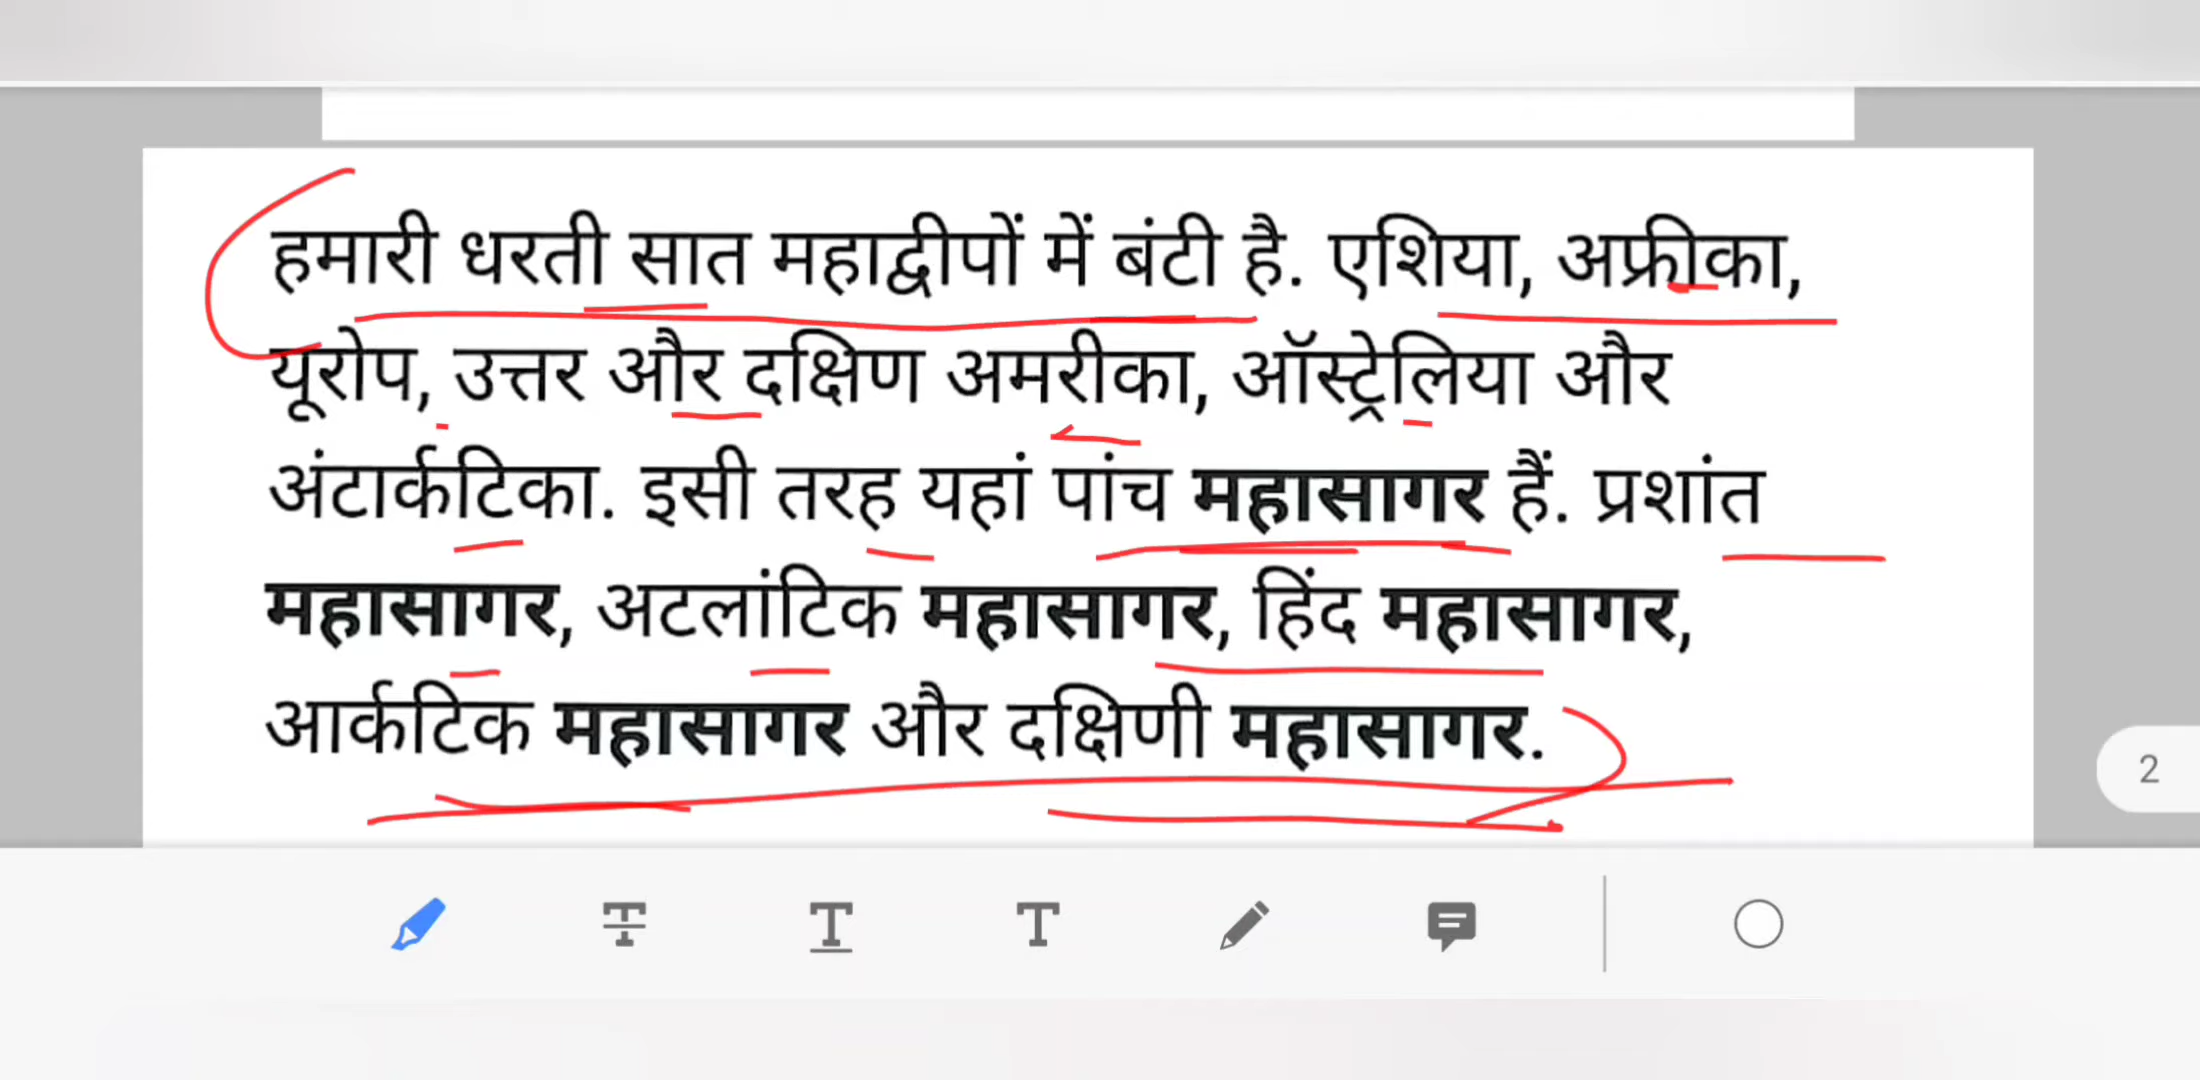 हमारी धरती सात महाद्वीपों में बंटी है. एशिया, अफ्रीका,
यूरोप, उत्तर और दक्षिण अमरीका, ऑस्ट्रेलिया और
अंटार्कटिका. इसी तरह यहां पांच महासागर हैं. प्रशांत
महासागर, अटलांटिक महासागर, हिंद महासागर,
आर्कटिक महासागर और दक्षिणी महासागर.
2